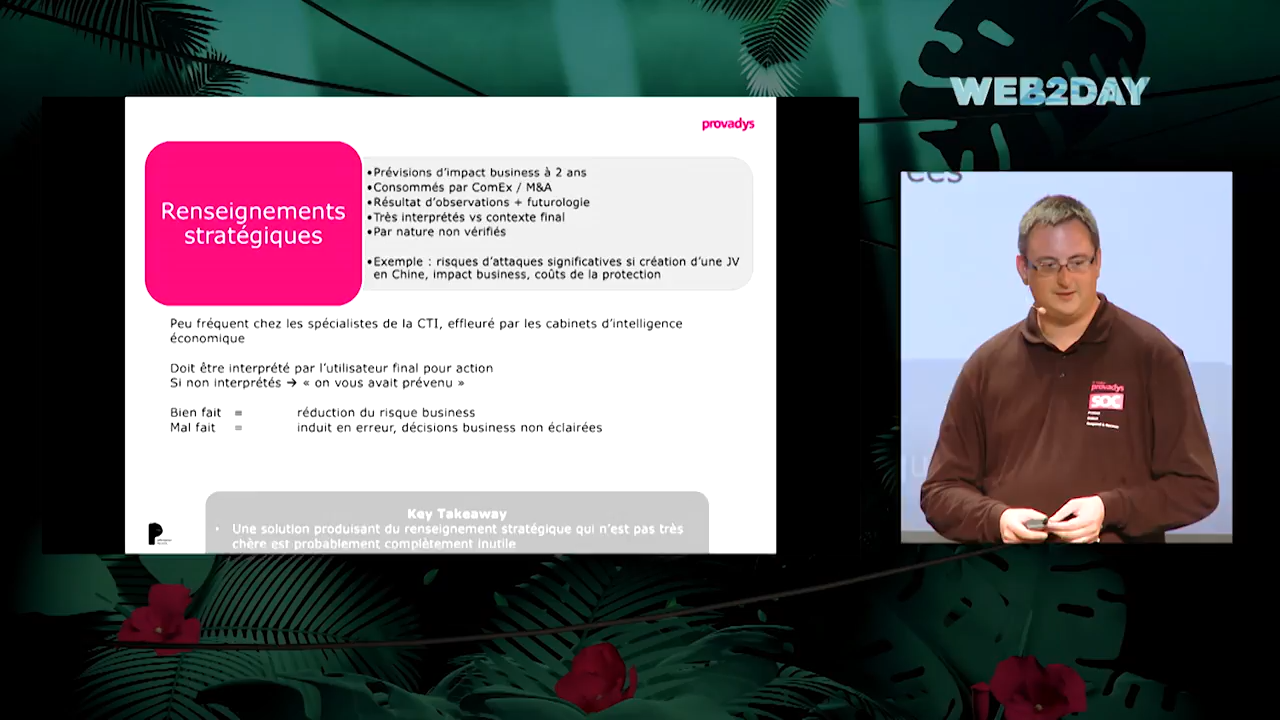 WEB2DAY
provadys
Renseignements
stratégiques
•Prévisions d’impact business à 2 ans
•Consommés par ComEx / M&A
•Résultat d’observations + futurologie
•Très interprétés vs contexte final
•Par nature non vérifiés
•Exemple : risques d’attaques significatives si création d’une JV
en Chine, impact business, coûts de la protection
Peu fréquent chez les spécialistes de la CTI, effleuré par les cabinets d’intelligence
économique
Doit être interprété par l’utilisateur final pour action
Si non interprétés → « on vous avait prévenu »
Bien fait = réduction du risque business
Mal fait = induit en erreur, décisions business non éclairées
Key Takeaway
• Une solution produisant du renseignement stratégique qui n’est pas très
chère est probablement complètement inutile
provadys
SOC